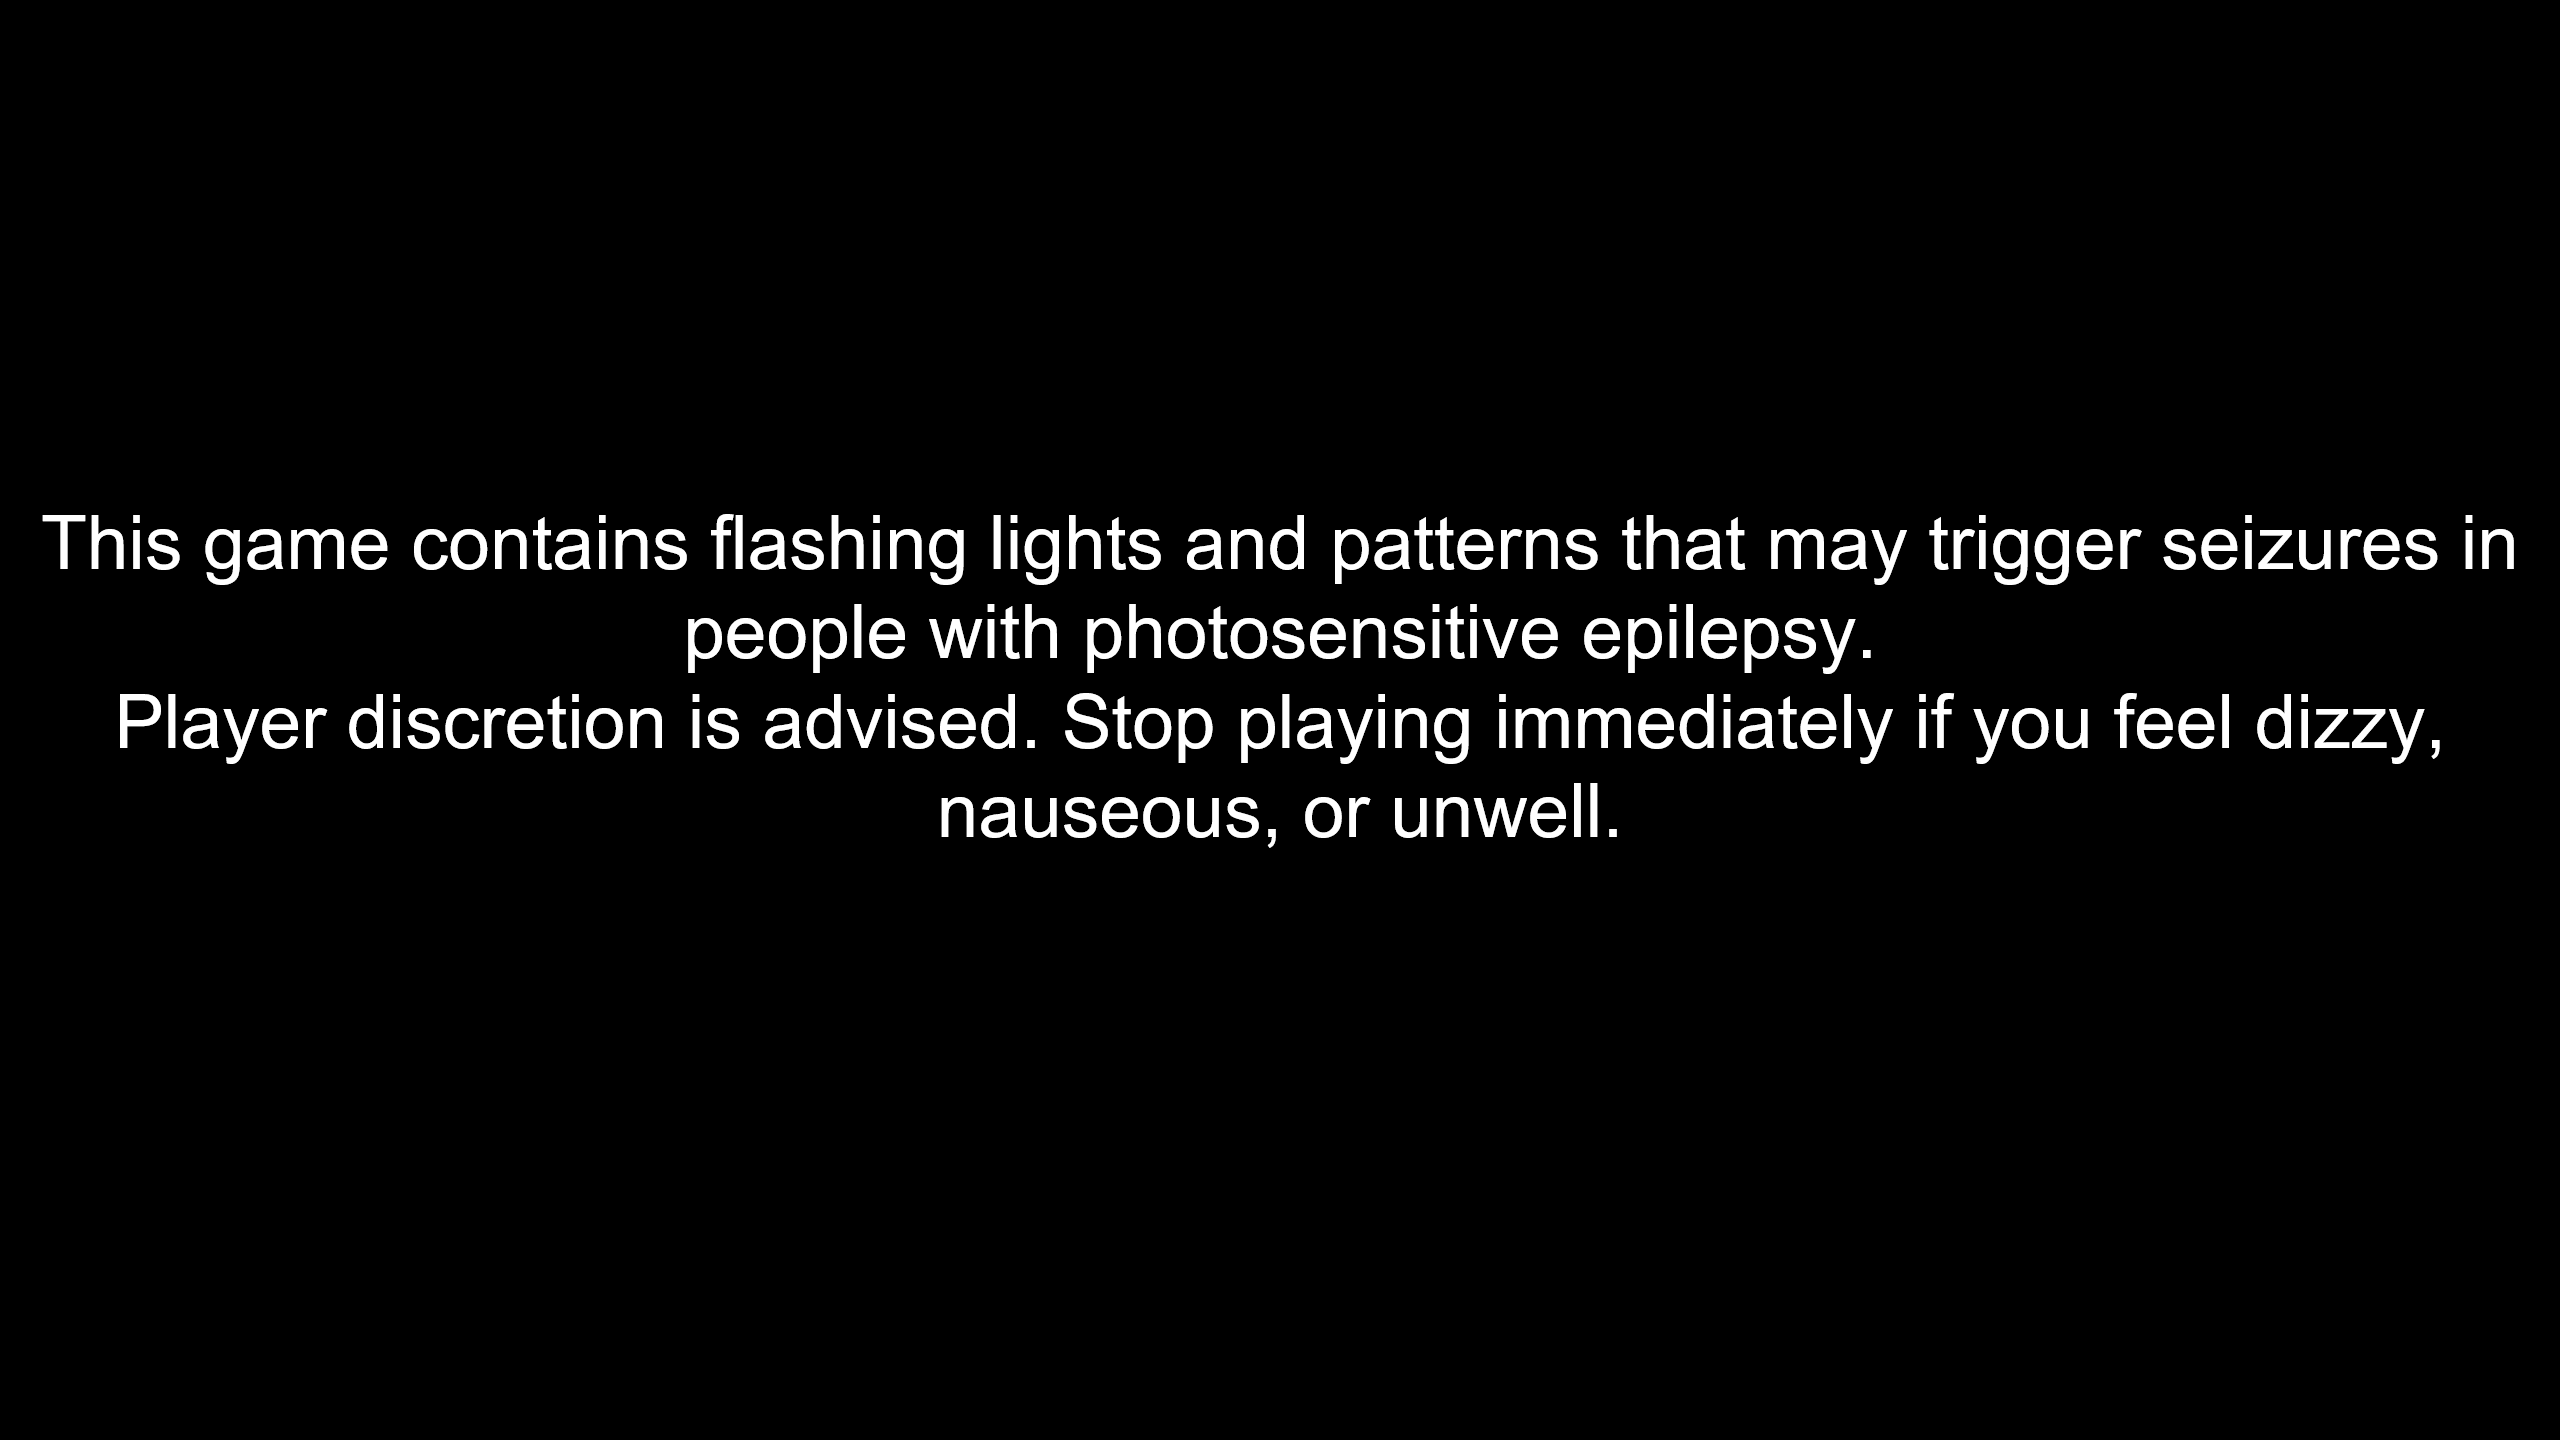 This game contains flashing lights and patterns that may trigger seizures in
people with photosensitive epilepsy.
Player discretion is advised. Stop playing immediately if you feel dizzy,
nauseous, or unwell.